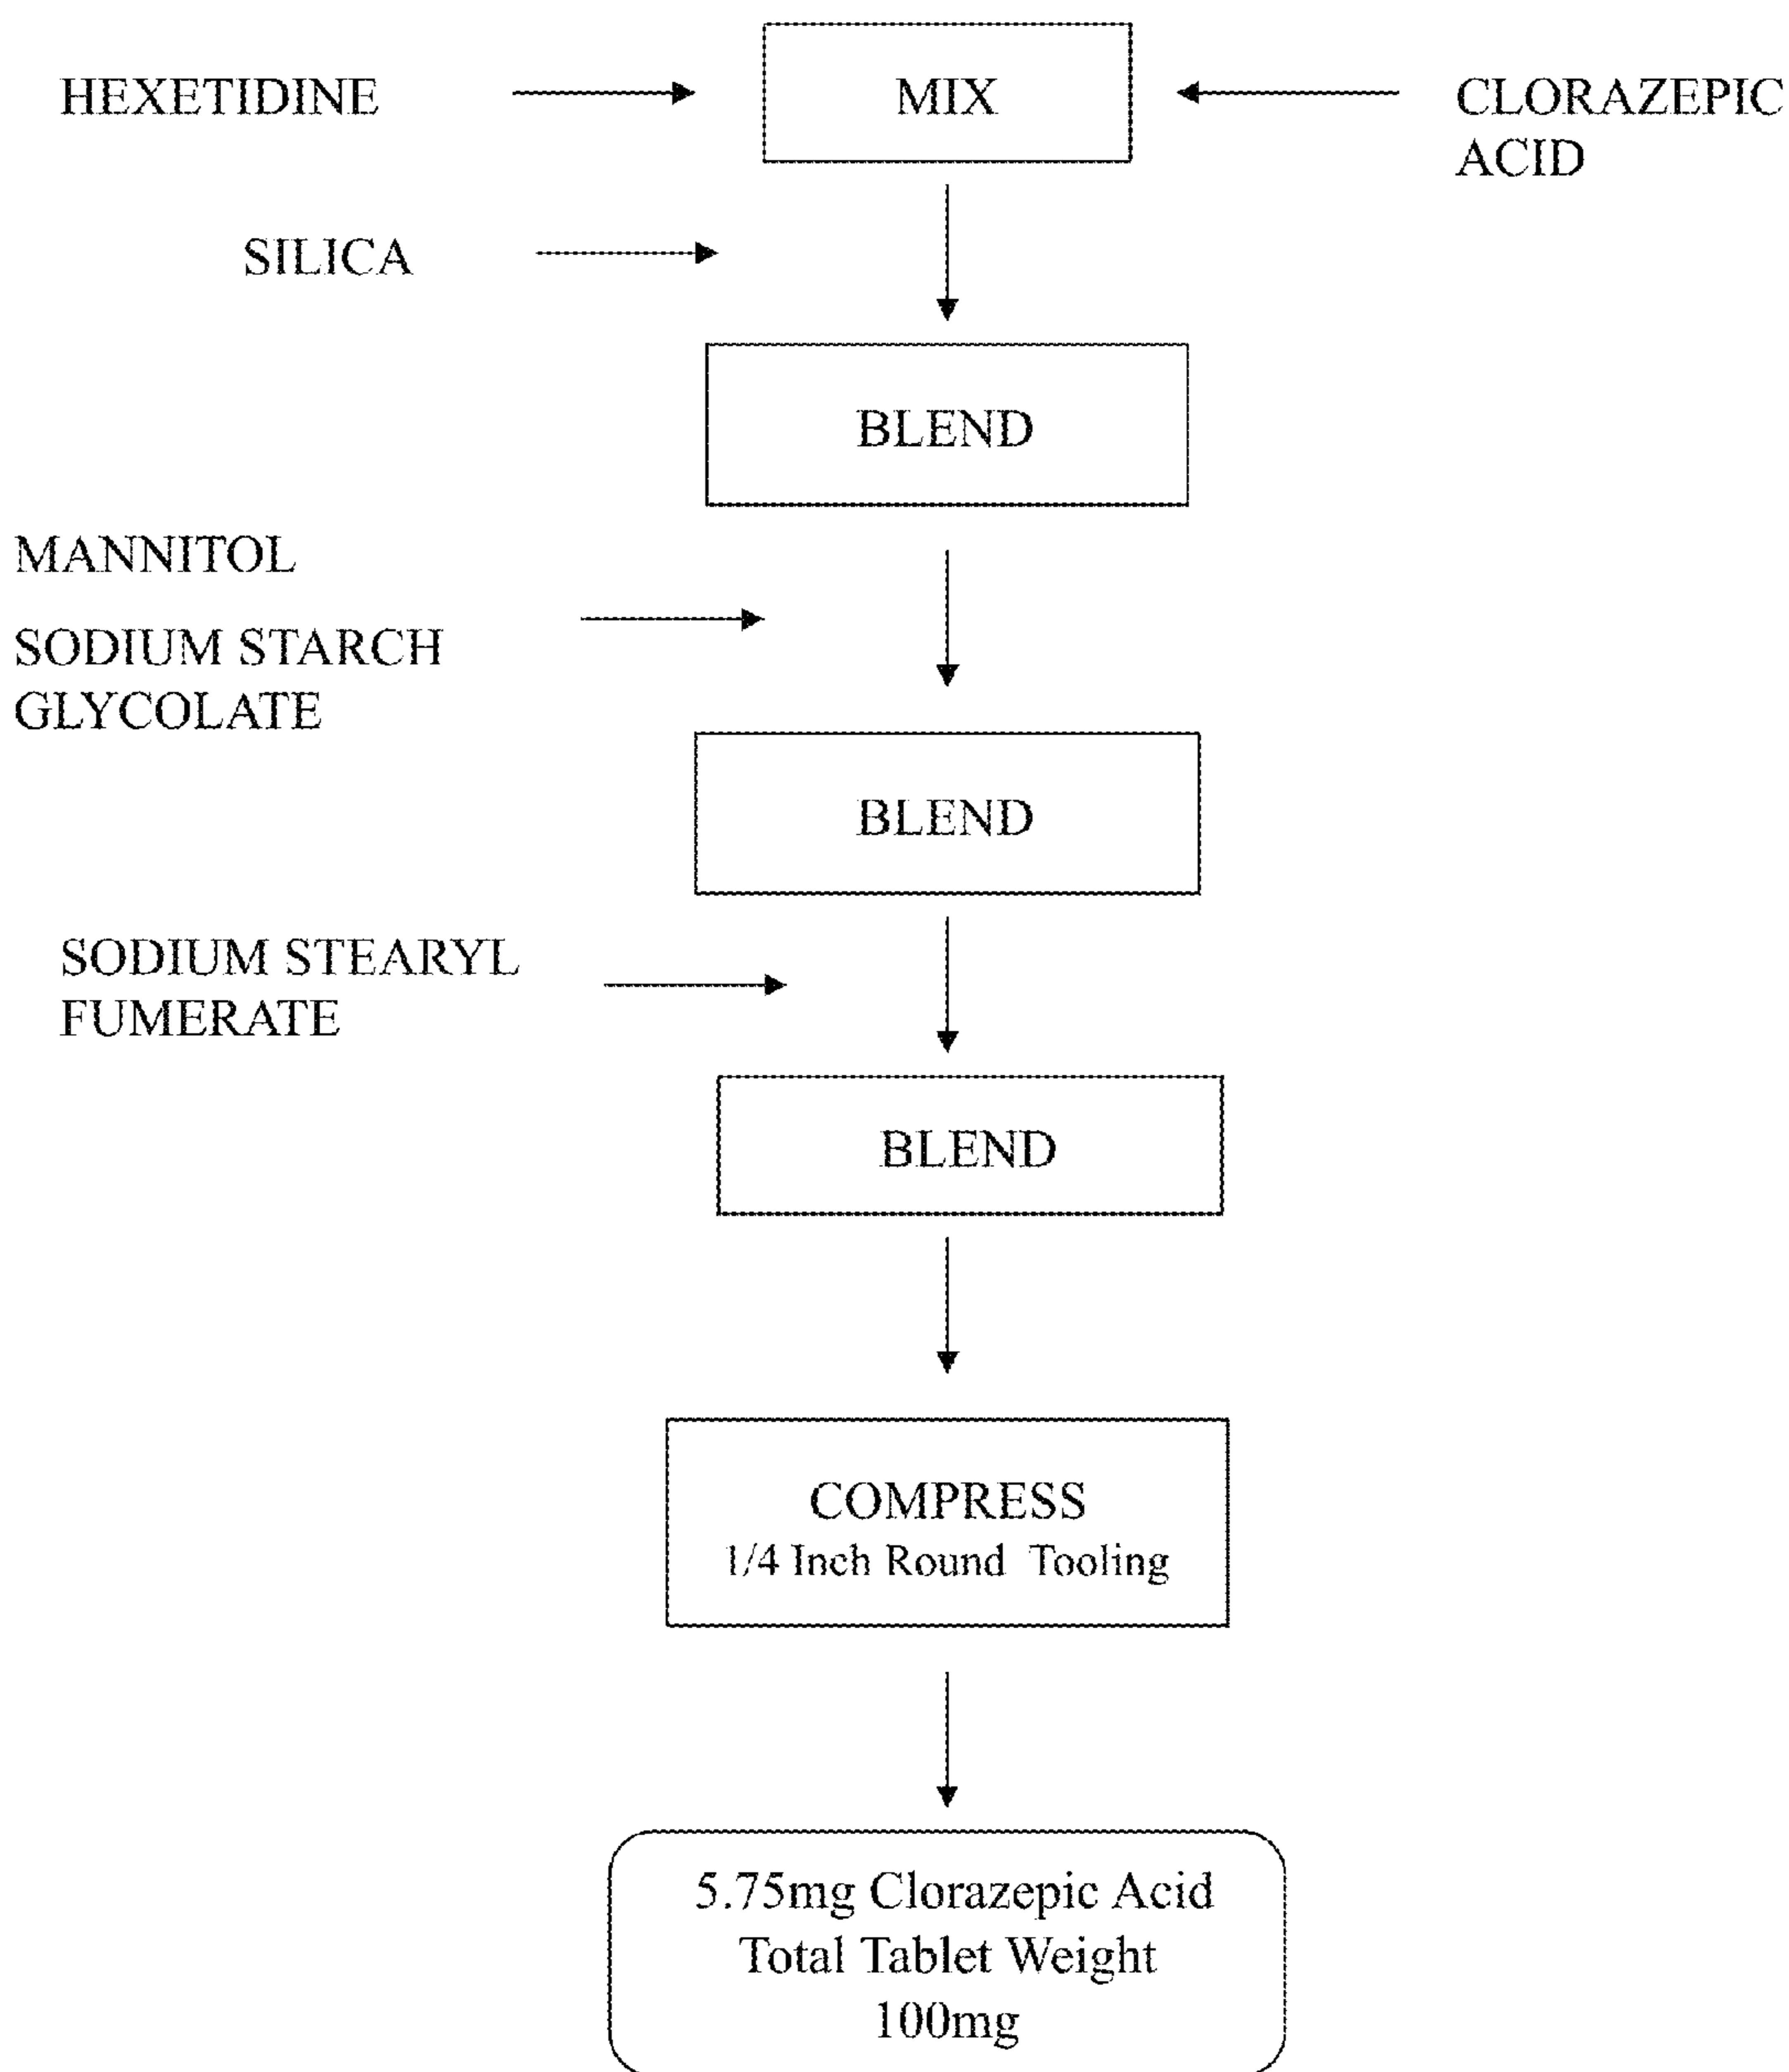 HEXETIDINE
MIX
CLORAZEPIC
ACID
SILICA
BLEND
MANNITOL
SODIUM STARCH
GLYCOLATE
BLEND
SODIUM STEARYL
FUMERATE
BLEND
COMPRESS
1/4 Inch Round Tooling
5.75mg Clorazepic Acid
Total Tablet Weight
100mg